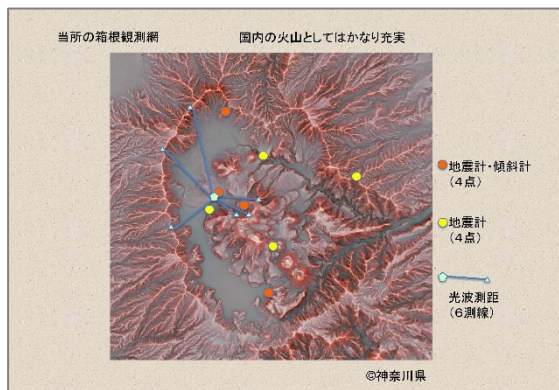 当所の箱根観測網
国内の火山としてはかなり充実
地震計・傾斜計
（4点）
地震計
（4点）
光波測距
（6測線）
©神奈川県